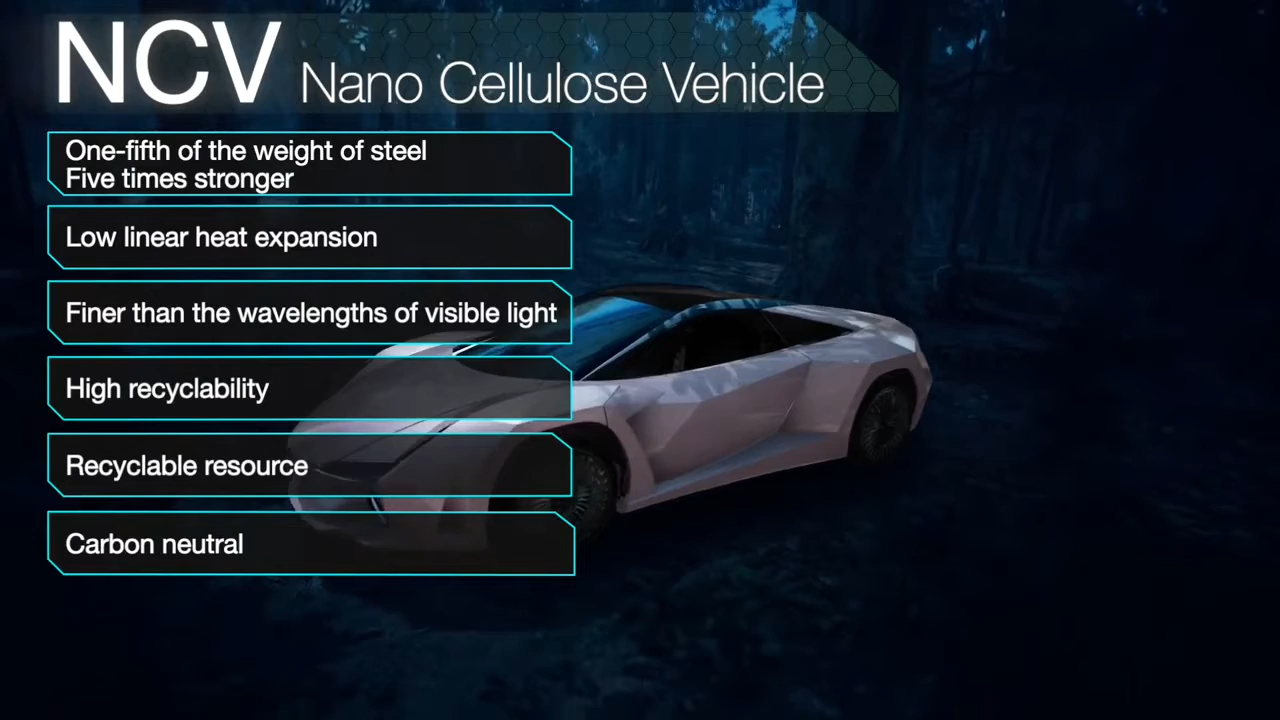 NCV Nano Cellulose Vehicle
One-fifth of the weight of steel
Five times stronger
Low linear heat expansion
Finer than the wavelengths of visible light
High recyclability
Recyclable resource
Carbon neutral